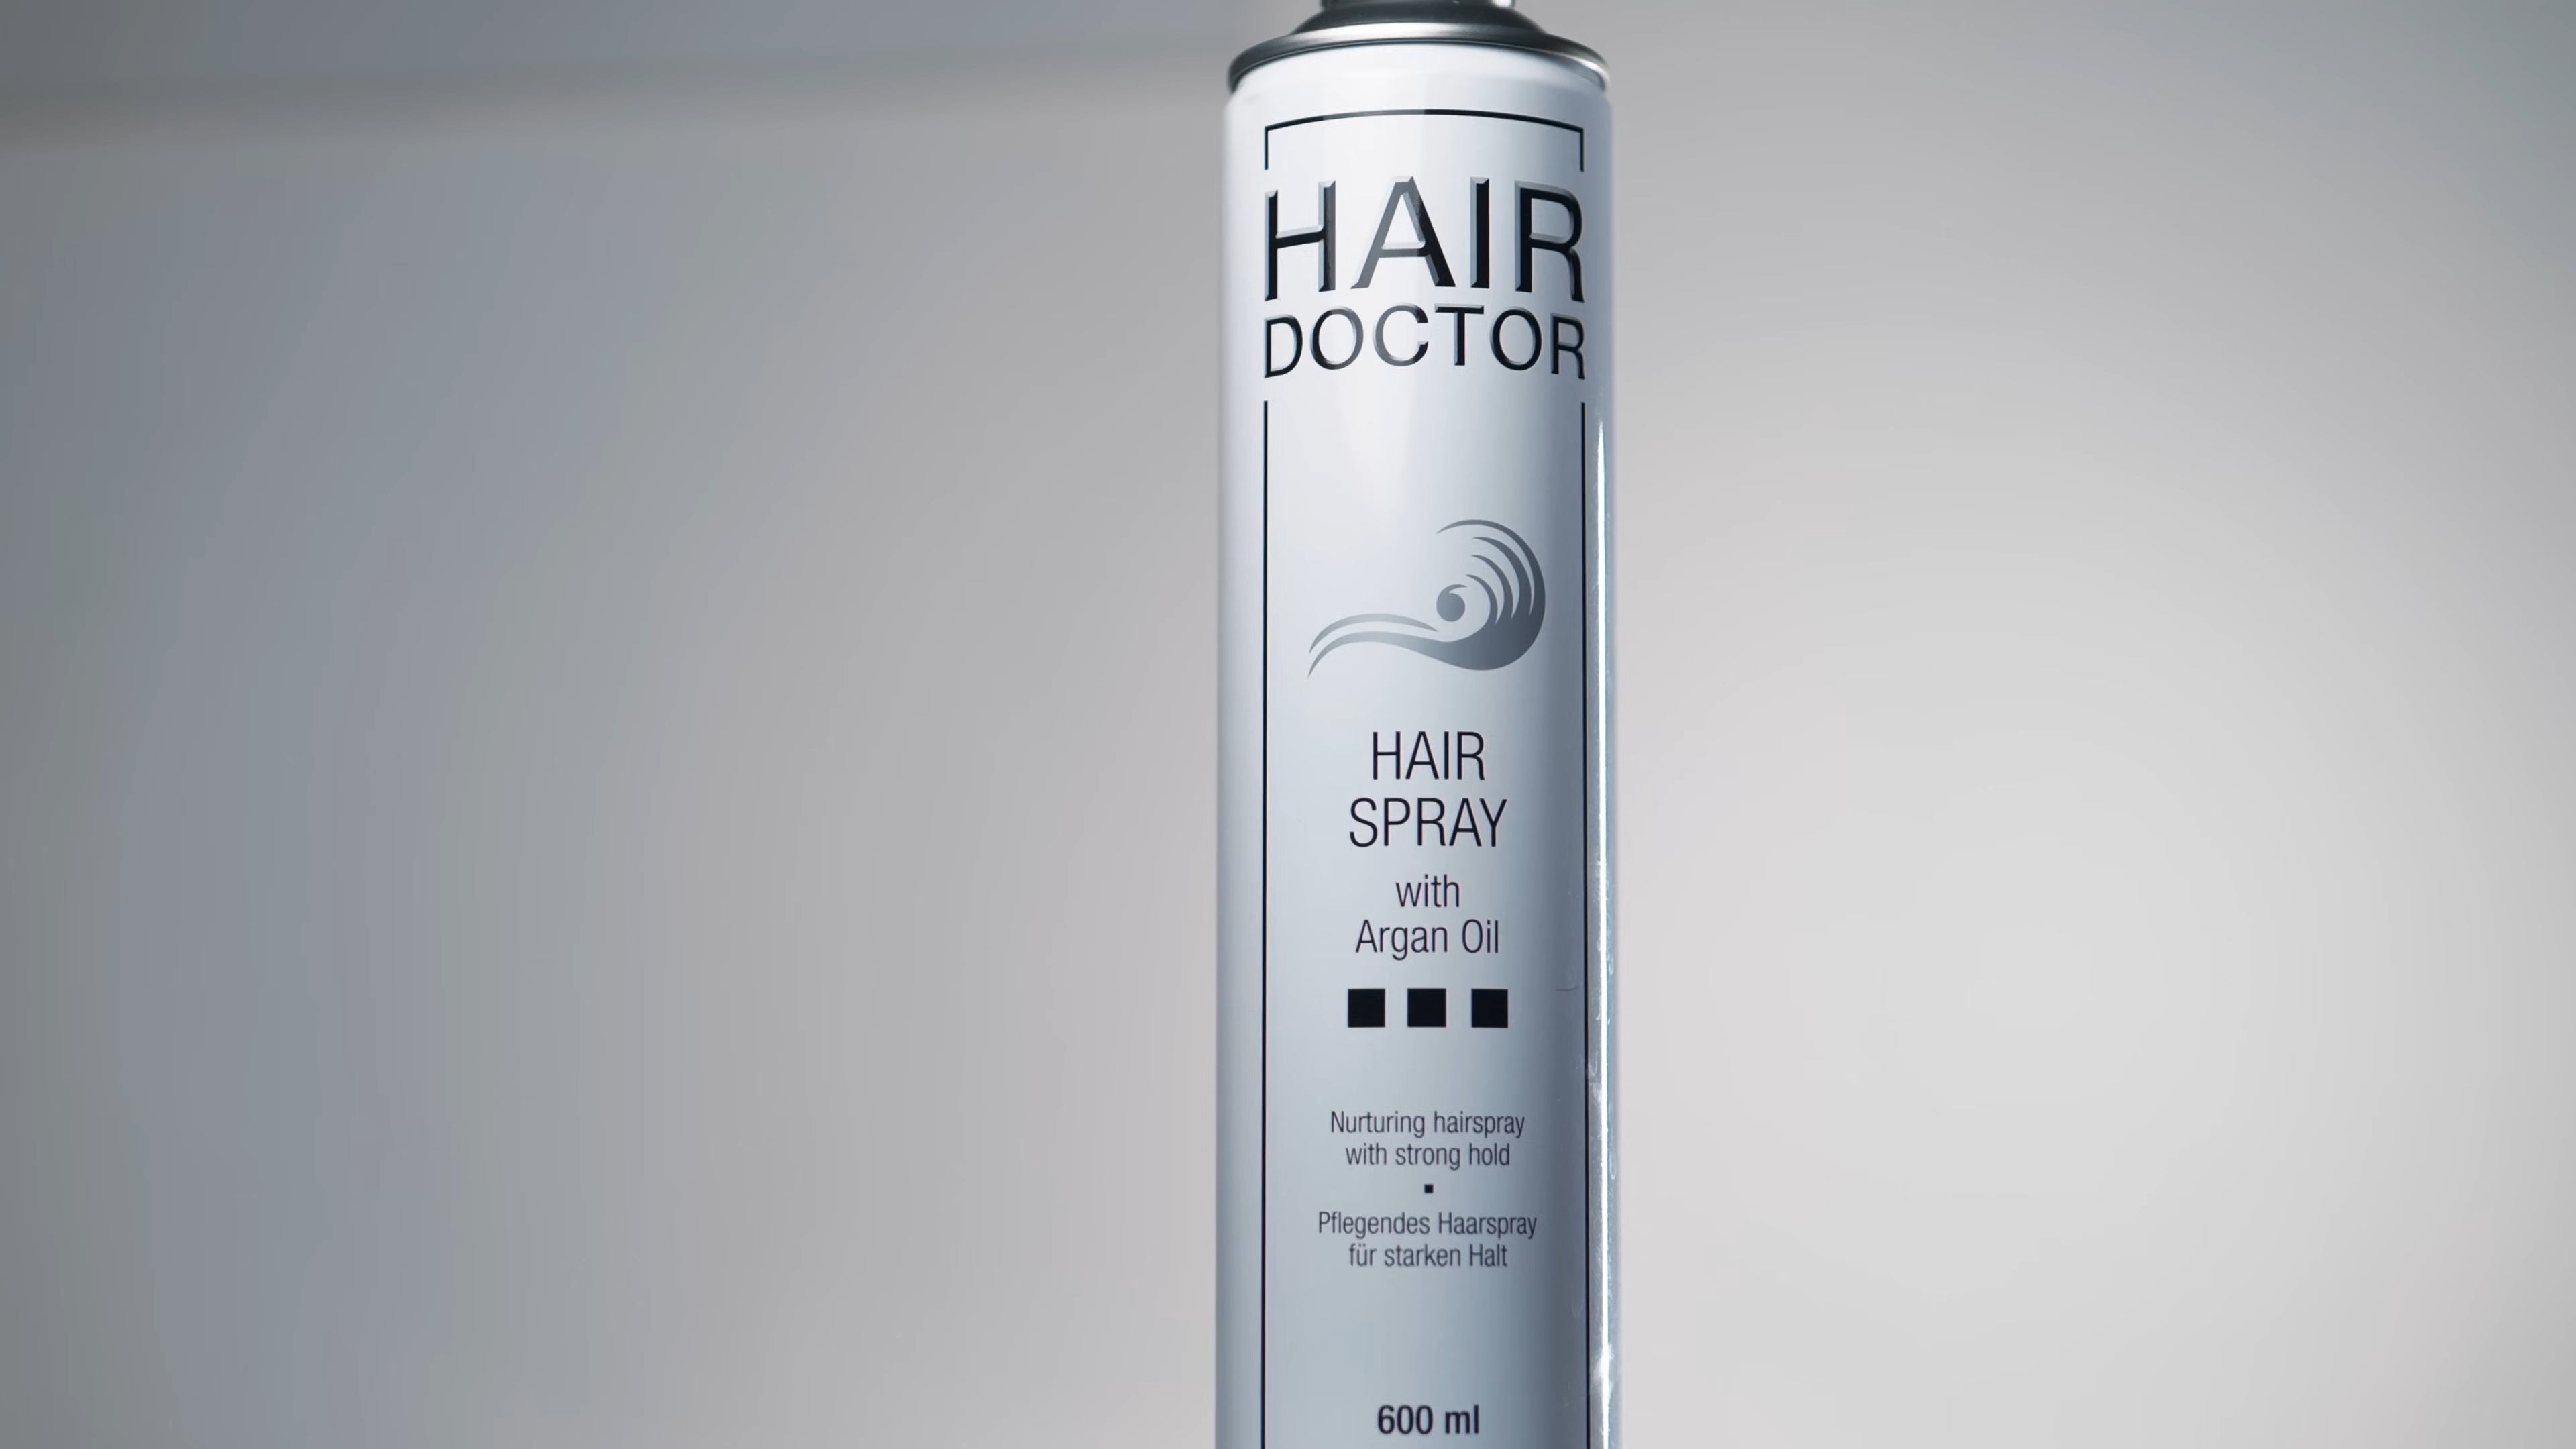 HAIR
DOCTOR
HAIR
SPRAY
with
Argan Oil
Nurturing hairspray
with strong hold
Pflegendes Haarspray
für starken Halt
600 ml